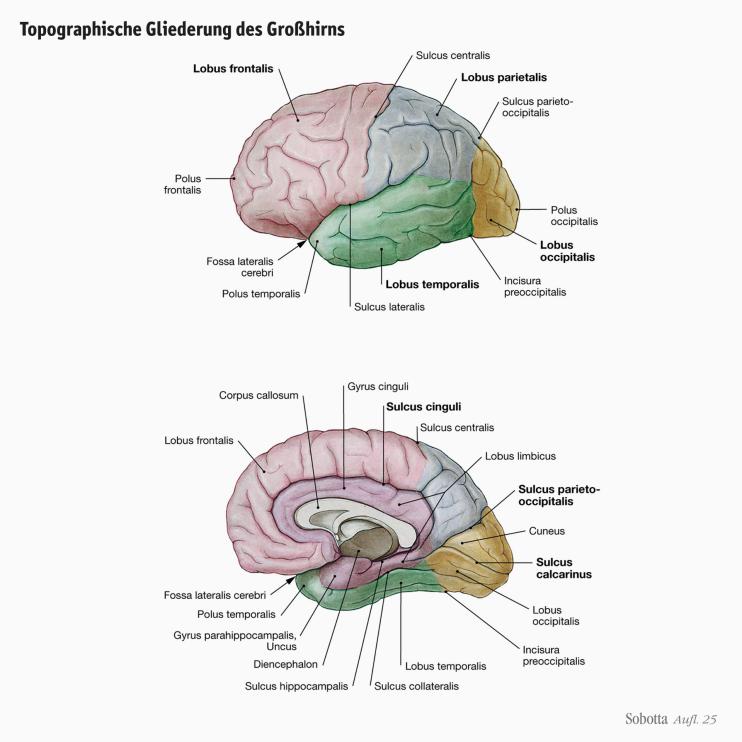 Topographische Gliederung des Großhirns
Sulcus centralis
Lobus frontalis
Lobus parietalis
Sulcus parieto-
occipitalis
Polus
frontalis
Polus
occipitalis
Lobus
occipitalis
Fossa lateralis
cerebri
Incisura
preoccipitalis
Lobus temporalis
Polus temporalis
Sulcus lateralis
Gyrus cinguli
Corpus callosum
Sulcus cinguli
Sulcus centralis
Lobus frontalis
Lobus limbicus
Sulcus parieto-
occipitalis
Cuneus
Sulcus
calcarinus
Fossa lateralis cerebri
Lobus
occipitalis
Polus temporalis
Gyrus parahippocampalis,
Uncus
Incisura
preoccipitalis
Diencephalon
Lobus temporalis
Sulcus hippocampalis
Sulcus collateralis
Sobotta Aufl. 25